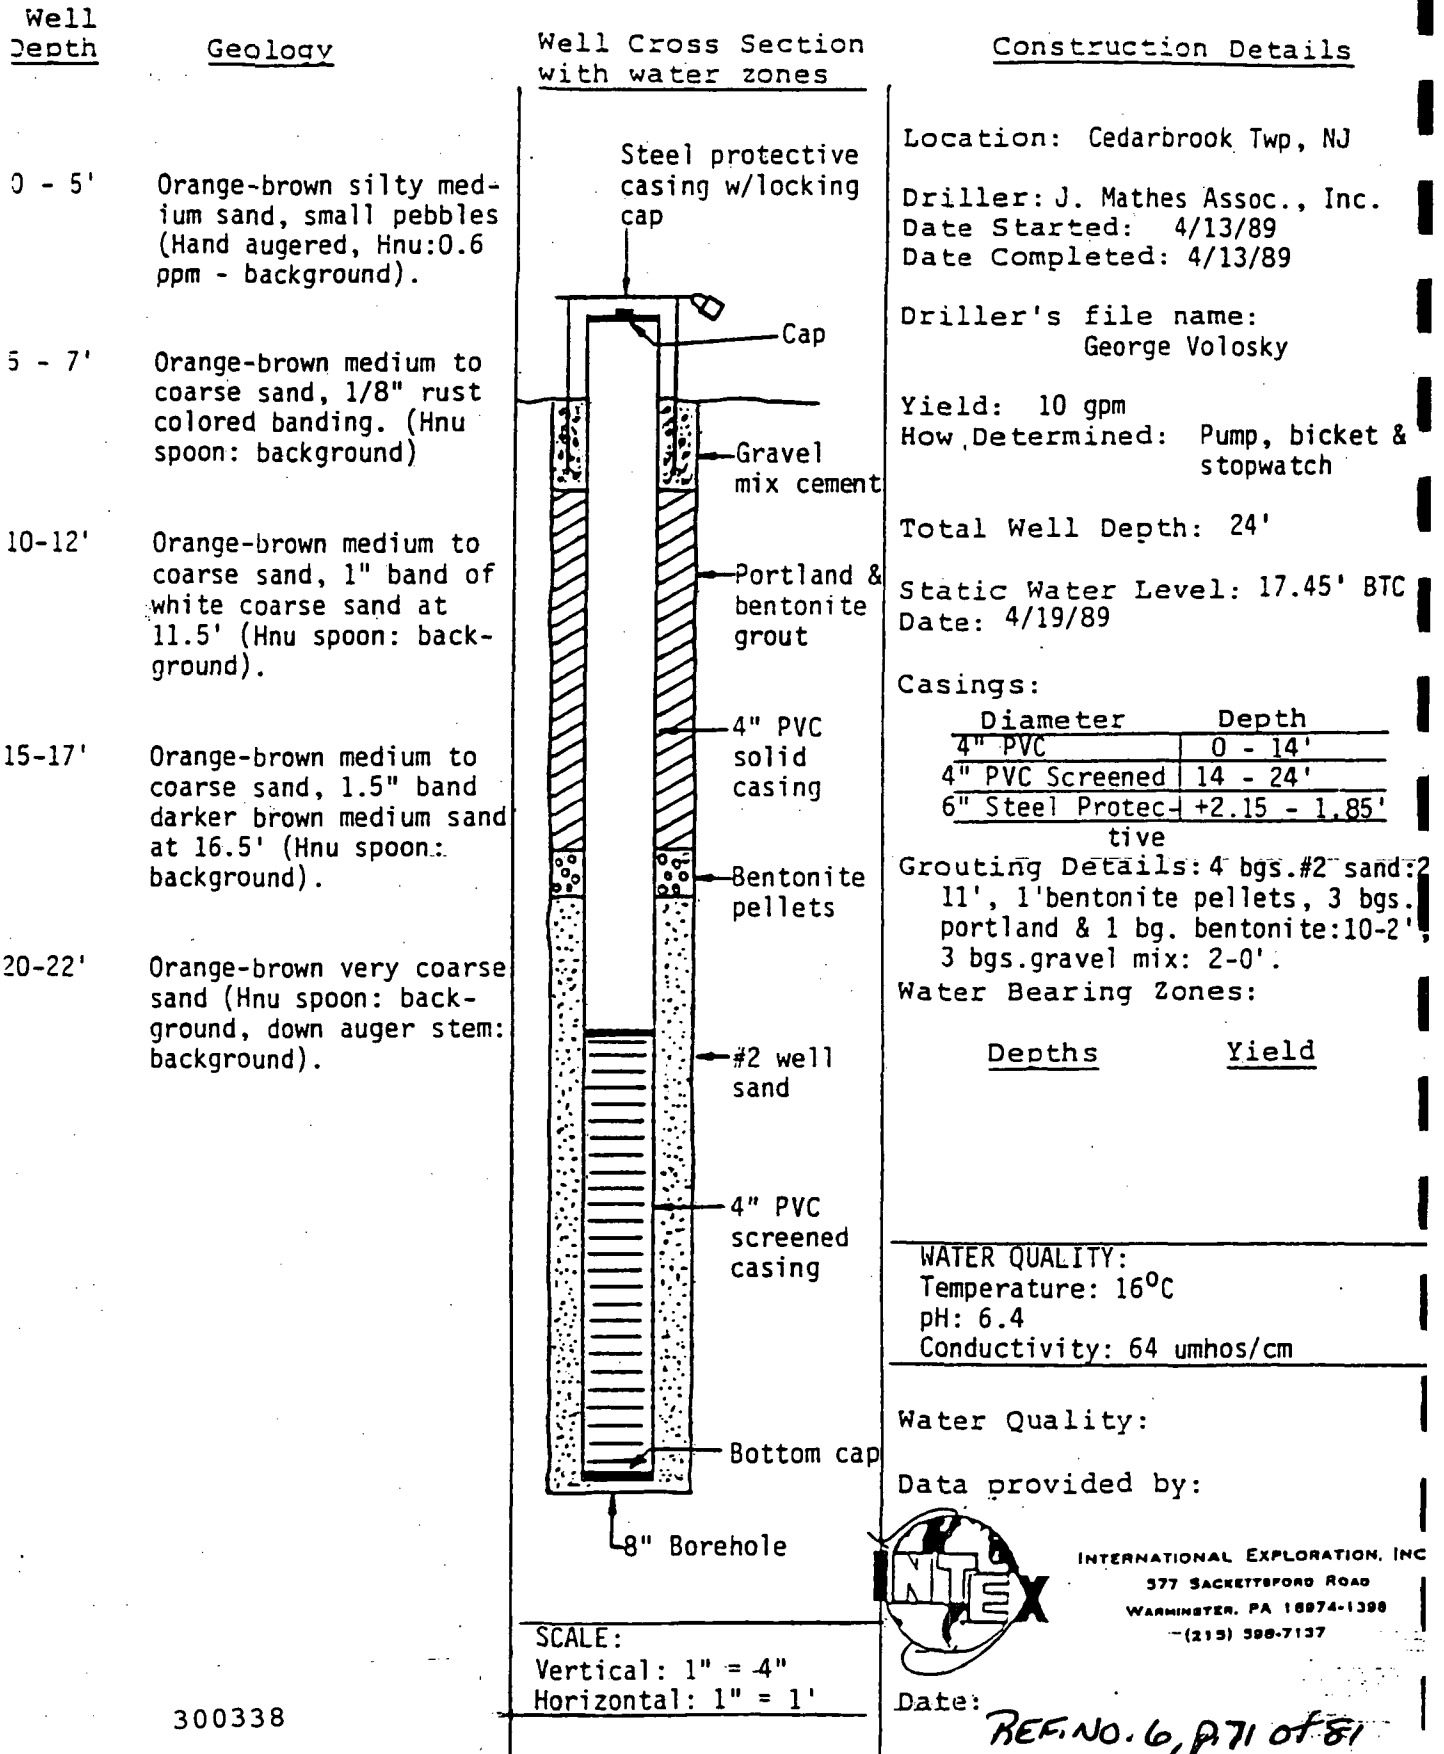 Well
Depth
Geology
0 - 5'
Orange-brown silty med-
ium sand, small pebbles
(Hand augered, Hnu:0.6
ppm - background).
5 - 7'
Orange-brown medium to
coarse sand, 1/8" rust
colored banding. (Hnu
spoon: background)
10-12'
Orange-brown medium to
coarse sand, 1" band of
white coarse sand at
11.5' (Hnu spoon: back-
ground).
15-17'
Orange-brown medium to
coarse sand, 1.5" band
darker brown medium sand
at 16.5' (Hnu spoon:
background).
20-22'
Orange-brown very coarse
sand (Hnu spoon: back-
ground, down auger stem:
background).
300338
Well Cross Section
with water zones
Steel protective
casing w/locking
cap
Cap
Gravel
mix cement
Portland &
bentonite
grout
4" PVC
solid
casing
Bentonite
pellets
#2 well
sand
4" PVC
screened
casing
Bottom cap
8" Borehole
SCALE:
Vertical: 1" = 4"
Horizontal: 1" = 1'
Construction Details
Location: Cedarbrook Twp, NJ
Driller: J. Mathes Assoc., Inc.
Date Started: 4/13/89
Date Completed: 4/13/89
Driller's file name:
George Volosky
Yield: 10 gpm
How Determined: Pump, bicket &
stopwatch
Total Well Depth: 24'
Static Water Level: 17.45' BTC
Date: 4/19/89
Casings:
Diameter Depth
4" PVC 0 - 14'
4" PVC Screened 14 - 24'
6" Steel Protec- +2.15 - 1.85'
tive
Grouting Details: 4 bgs.#2 sand:2
11', 1'bentonite pellets, 3 bgs.
portland & 1 bg. bentonite:10-2',
3 bgs.gravel mix: 2-0'.
Water Bearing Zones:
Depths Yield
WATER QUALITY:
Temperature: 16°C
pH: 6.4
Conductivity: 64 umhos/cm
Water Quality:
Data provided by:
INTEX
INTERNATIONAL EXPLORATION, INC
577 SACKETTSFORD ROAD
WARMINSTER, PA 18974-1398
(215) 598-7137
Date:
REF. NO. 6, P.71 of 81